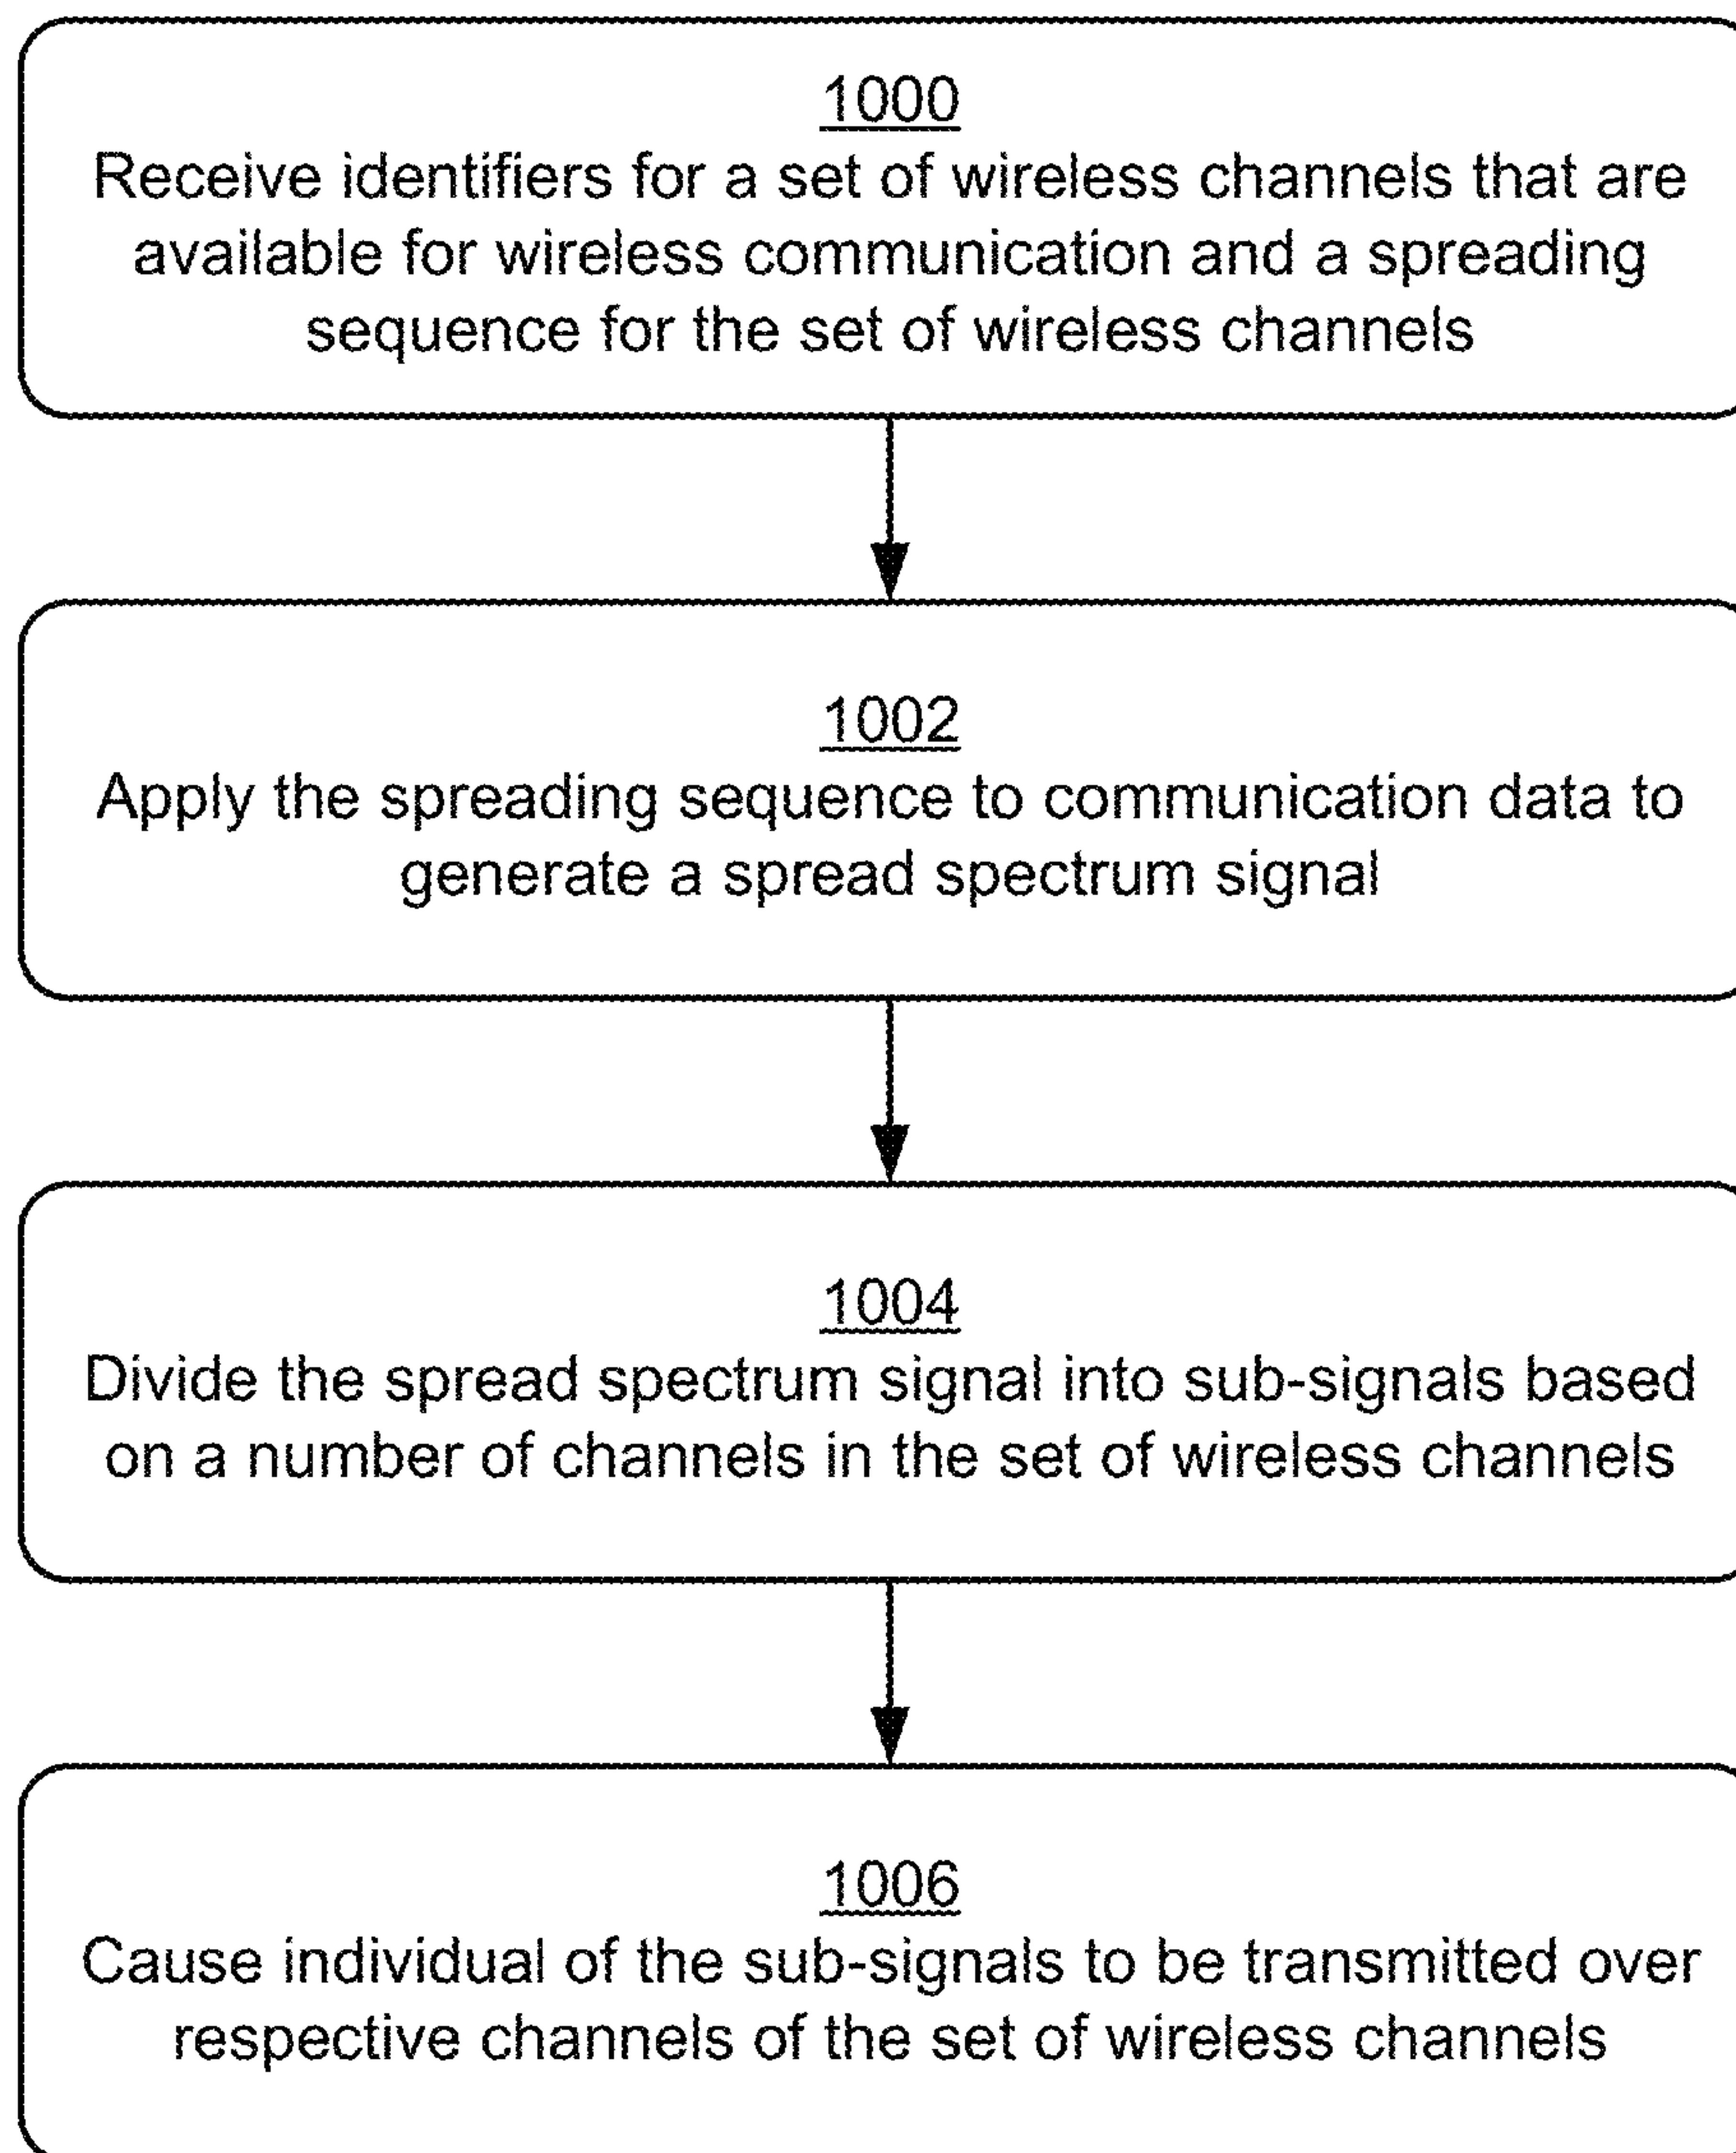 1000
Receive identifiers for a set of wireless channels that are
available for wireless communication and a spreading
sequence for the set of wireless channels
1002
Apply the spreading sequence to communication data to
generate a spread spectrum signal
1004
Divide the spread spectrum signal into sub-signals based
on a number of channels in the set of wireless channels
1006
Cause individual of the sub-signals to be transmitted over
respective channels of the set of wireless channels